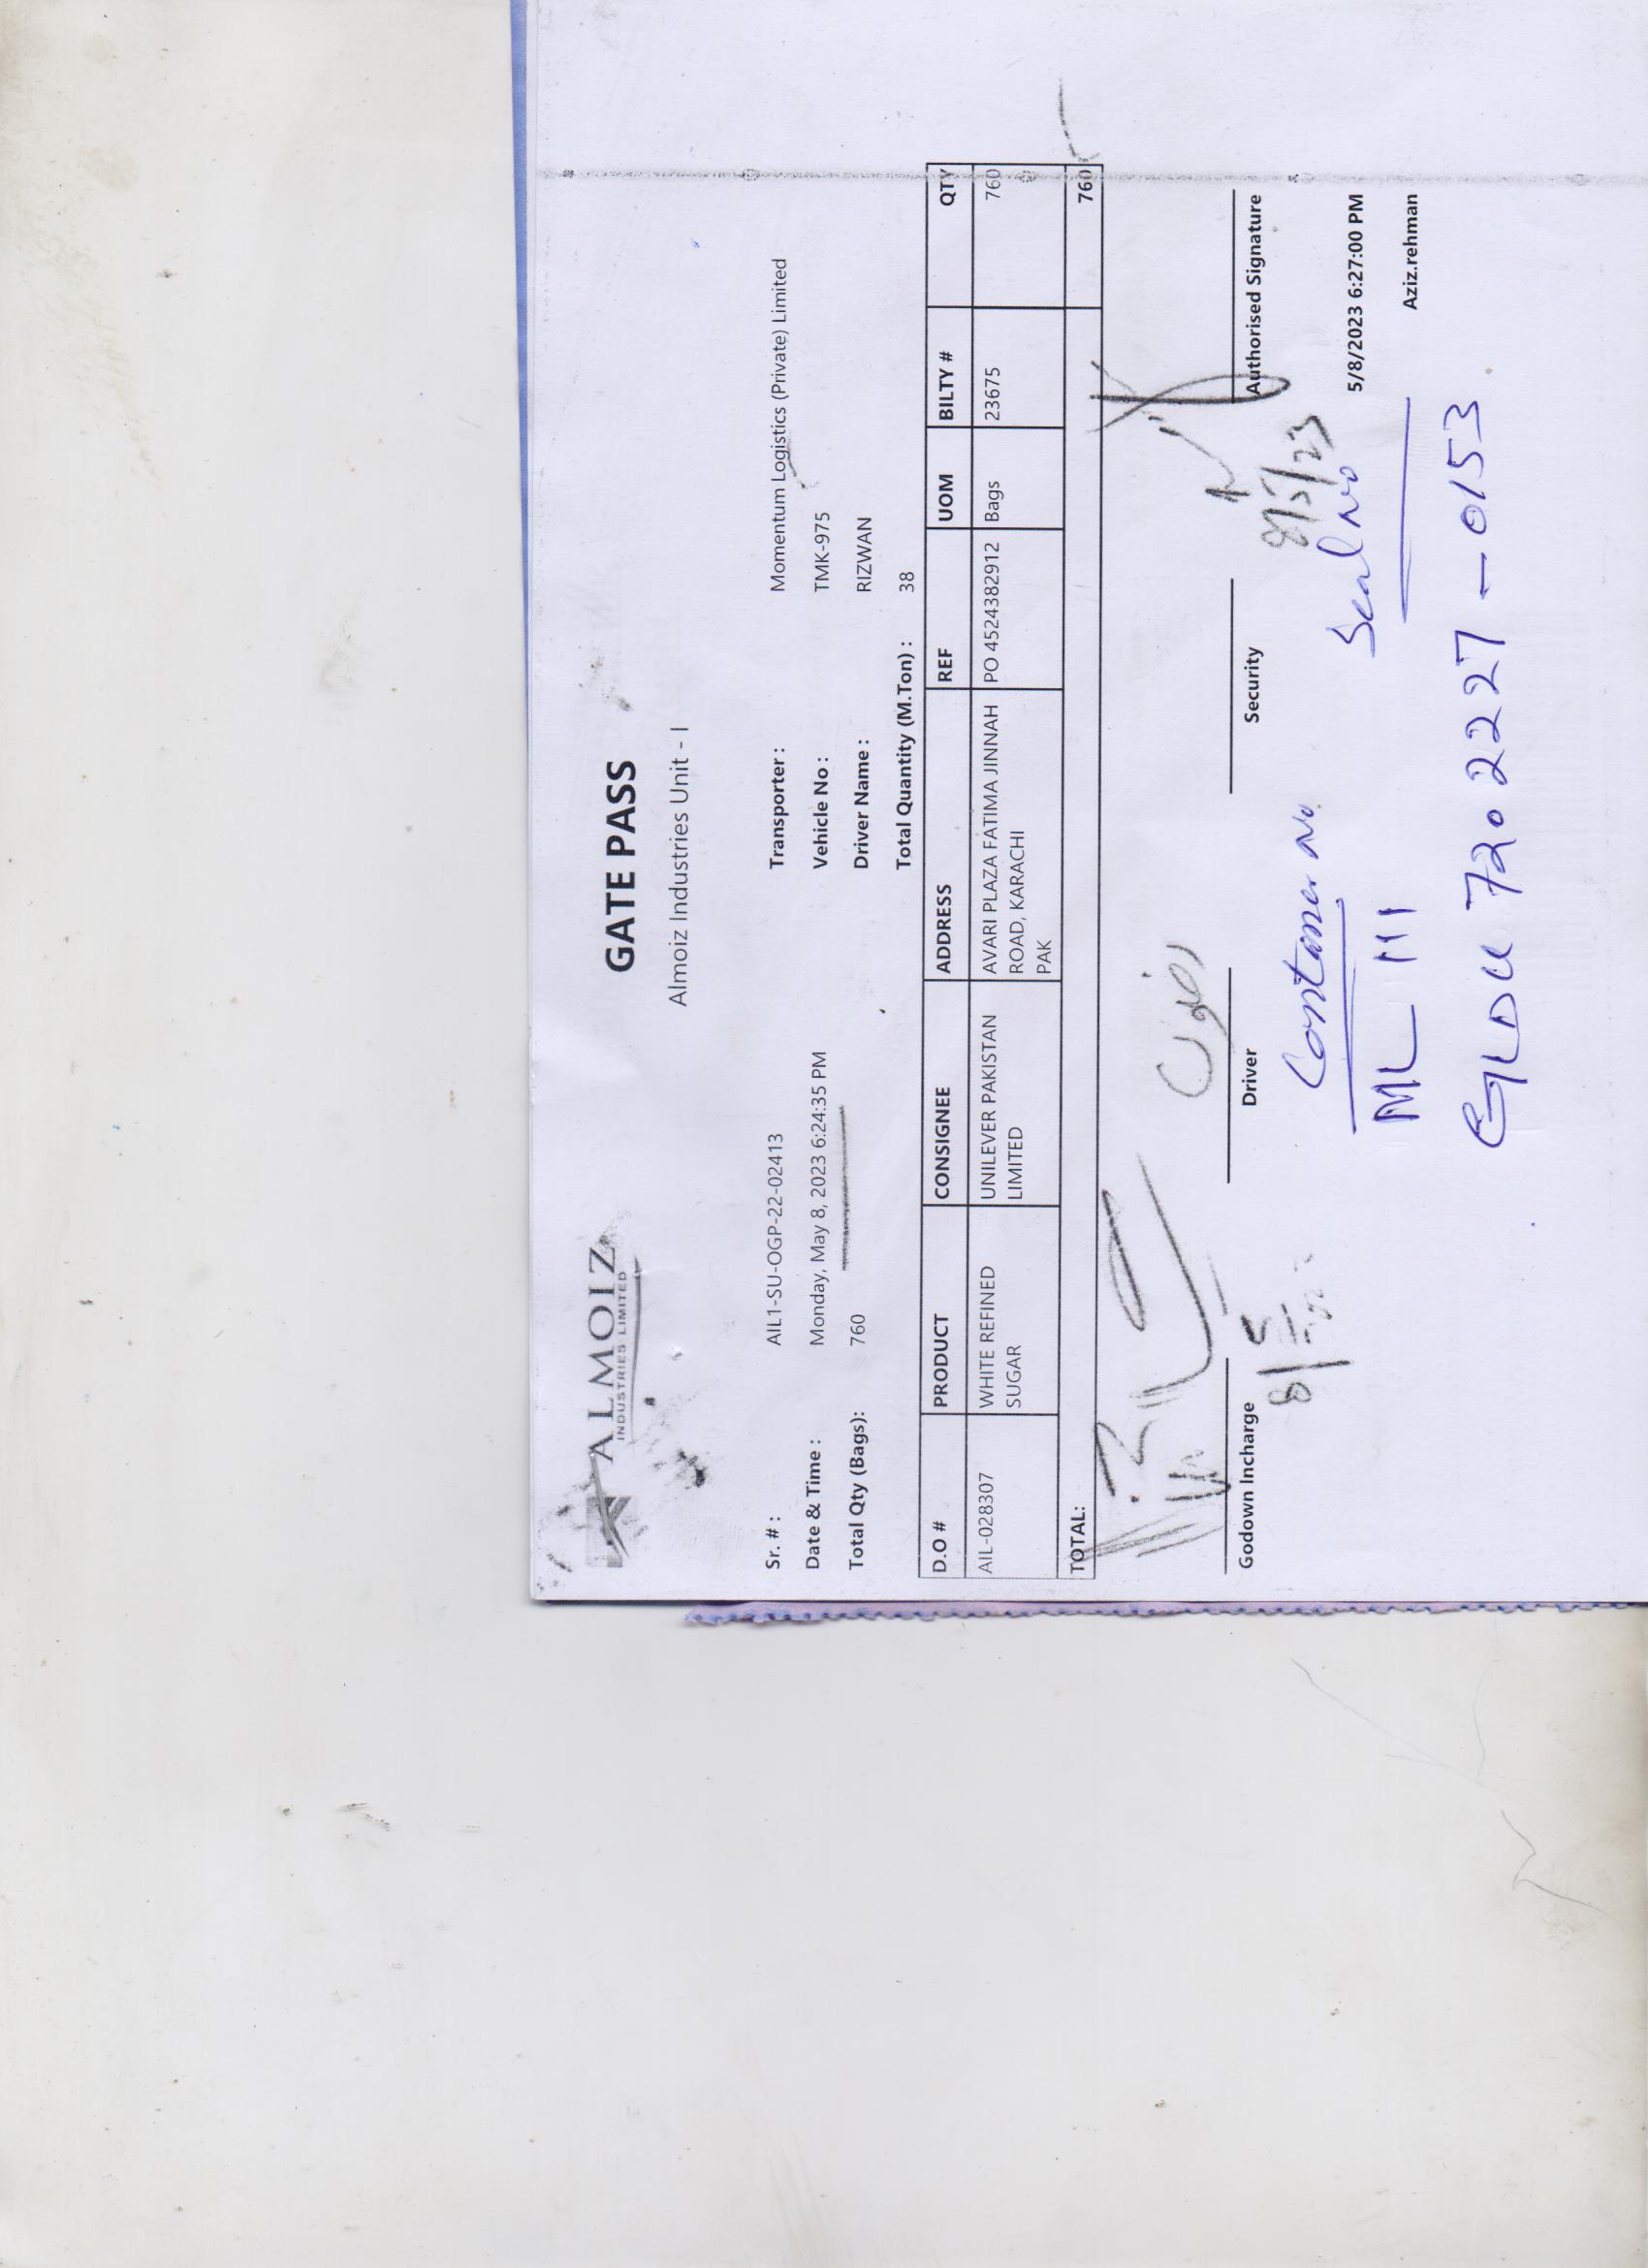 ALMOIZ
INDUSTRIES LIMITED
GATE PASS
Almoiz Industries Unit - I
Sr. # : AIL1-SU-OGP-22-02413 Transporter : Momentum Logistics (Private) Limited
Date & Time : Monday, May 8, 2023 6:24:35 PM Vehicle No : TMK-975
Total Qty (Bags): 760 Driver Name : RIZWAN
Total Quantity (M.Ton) : 38
D.O # PRODUCT CONSIGNEE ADDRESS REF UOM BILTY # QTY
AIL-028307 WHITE REFINED UNILEVER PAKISTAN AVARI PLAZA FATIMA JINNAH PO 4524382912 Bags 23675 760
SUGAR LIMITED ROAD, KARACHI
PAK
TOTAL: 760
رضوان
Godown Incharge Driver Security Authorised Signature
8/5 8/5/23
Container No Seal No
5/8/2023 6:27:00 PM
ML 111
Aziz.rehman
GLDU 7202227 - 0153